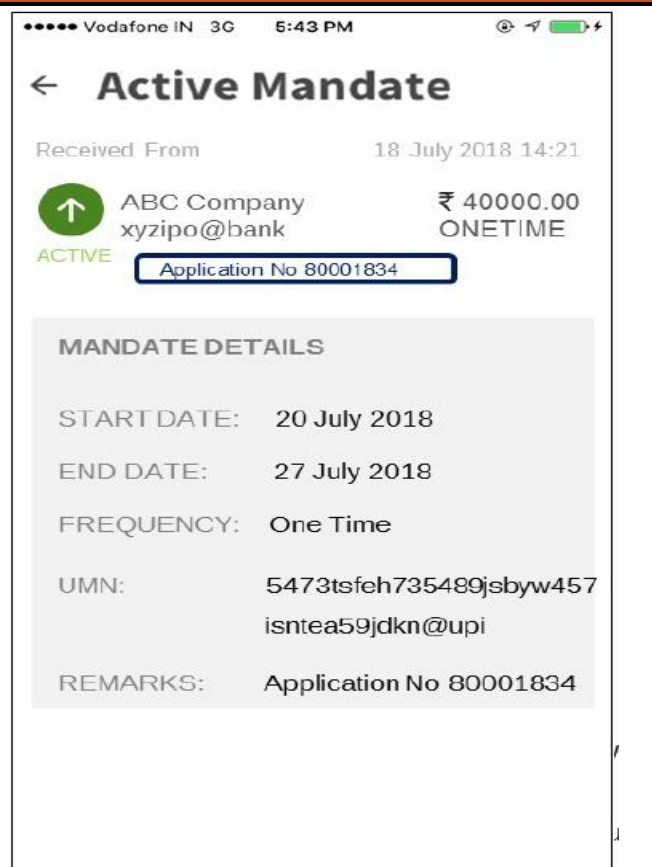 Vodafone IN 3G 5:43 PM
← Active Mandate
Received From 18 July 2018 14:21
ABC Company ₹ 40000.00
xyzipo@bank ONETIME
ACTIVE
Application No 80001834
MANDATE DETAILS
START DATE: 20 July 2018
END DATE: 27 July 2018
FREQUENCY: One Time
UMN: 5473tsfeh735489jsbyw457
isntea59jdkn@upi
REMARKS: Application No 80001834